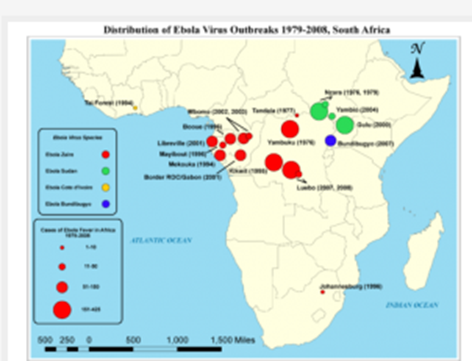 Distribution of Ebola Virus Outbreaks 1979-2008, South Africa
N
Nzara (1976, 1979)
Tai Forest (1994)
Mbomo (2002, 2003)
Tandala (1977)
Yambio (2004)
Booue (1996)
Gulu (2000)
Libreville (2001)
Yambuku (1976)
Bundibugyo (2007)
Mayibout (1996)
Mekouka (1994)
Kikwit (1995)
Border RDC/Gabon (2001)
Luebo (2007, 2008)
Ebola Virus Species
Ebola Zaire
Ebola Sudan
Ebola Cote d'Ivoire
Ebola Bundibugyo
Cases of Ebola Fever in Africa
1979-2008
1-10
11-50
51-150
151-425
ATLANTIC OCEAN
Johannesburg (1996)
INDIAN OCEAN
500 250 0 500 1,000 1,500 Miles